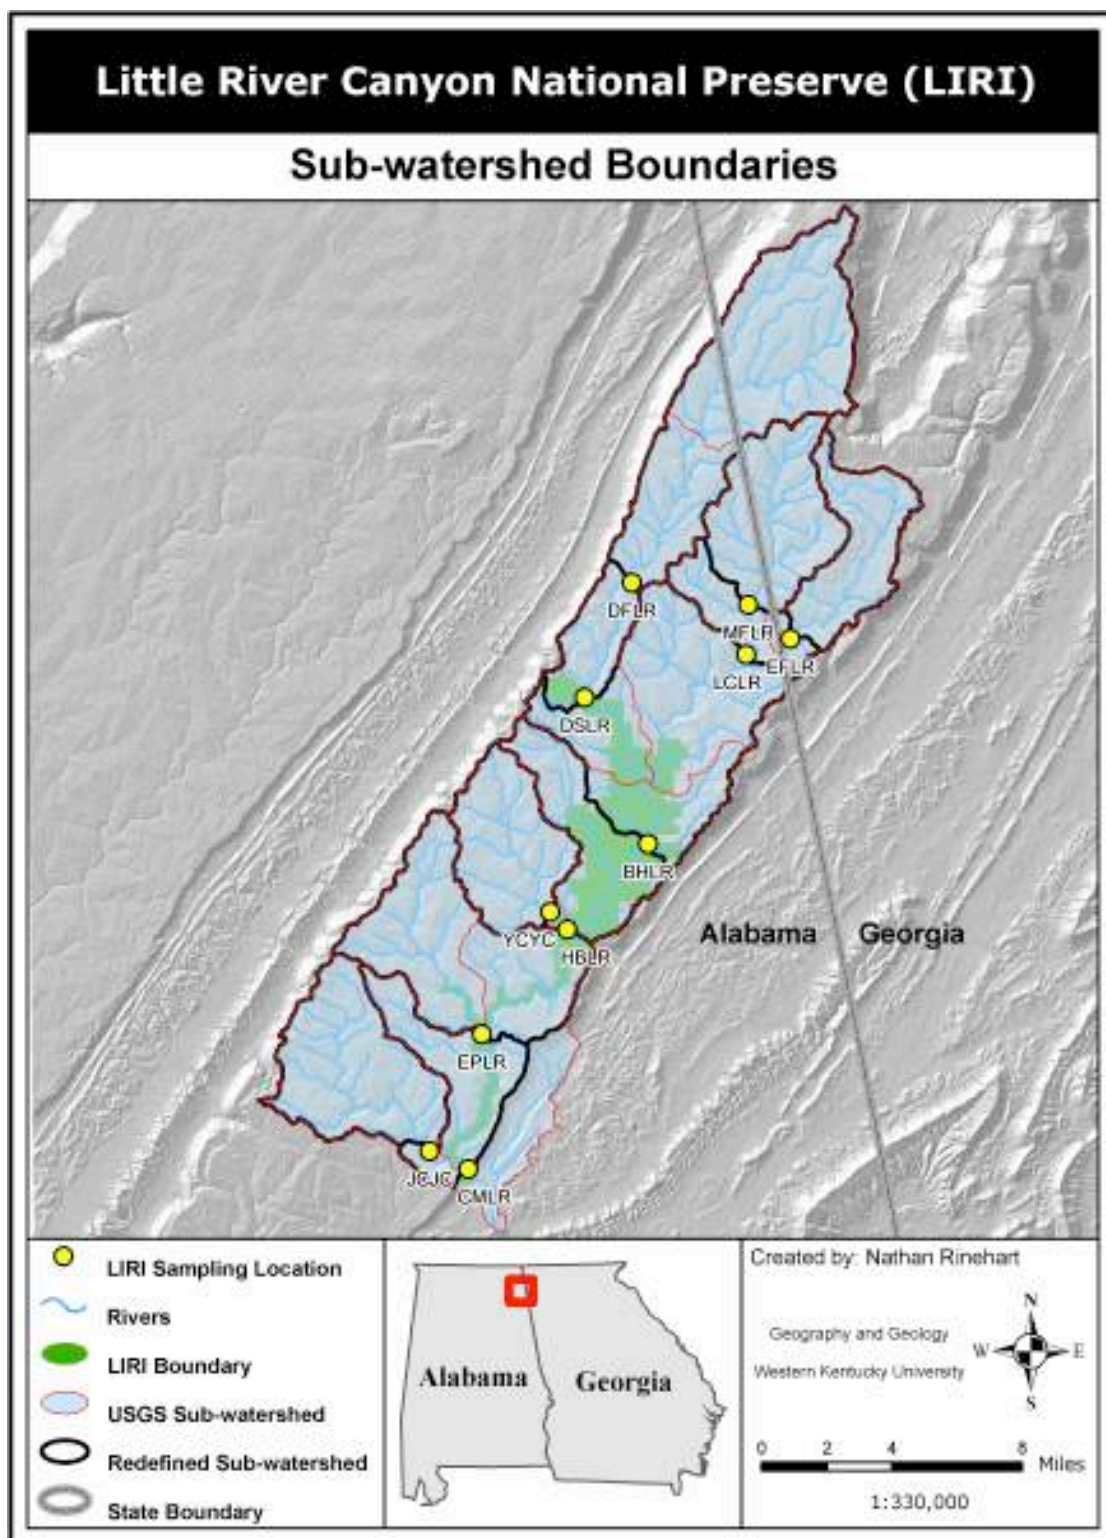 Little River Canyon National Preserve (LIRI)
Sub-watershed Boundaries
DFLR
MFLR
EFLR
LCLR
DSLR
BHLR
Alabama
Georgia
YCYC
HBLR
EPLR
JCJC
CMLR
LIRI Sampling Location
Rivers
LIRI Boundary
USGS Sub-watershed
Redefined Sub-watershed
State Boundary
Alabama
Georgia
Created by: Nathan Rinehart
Geography and Geology
Western Kentucky University
N
W
E
S
0 2 4 8 Miles
1:330,000